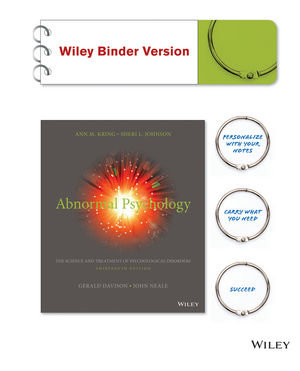 Wiley Binder Version
PERSONALIZE
WITH YOUR
NOTES
ANN M. KRING • SHERI L. JOHNSON
Abnormal Psychology
THE SCIENCE AND TREATMENT OF PSYCHOLOGICAL DISORDERS
THIRTEENTH EDITION
GERALD DAVISON • JOHN NEALE
WILEY
CARRY WHAT
YOU NEED
SUCCEED
WILEY